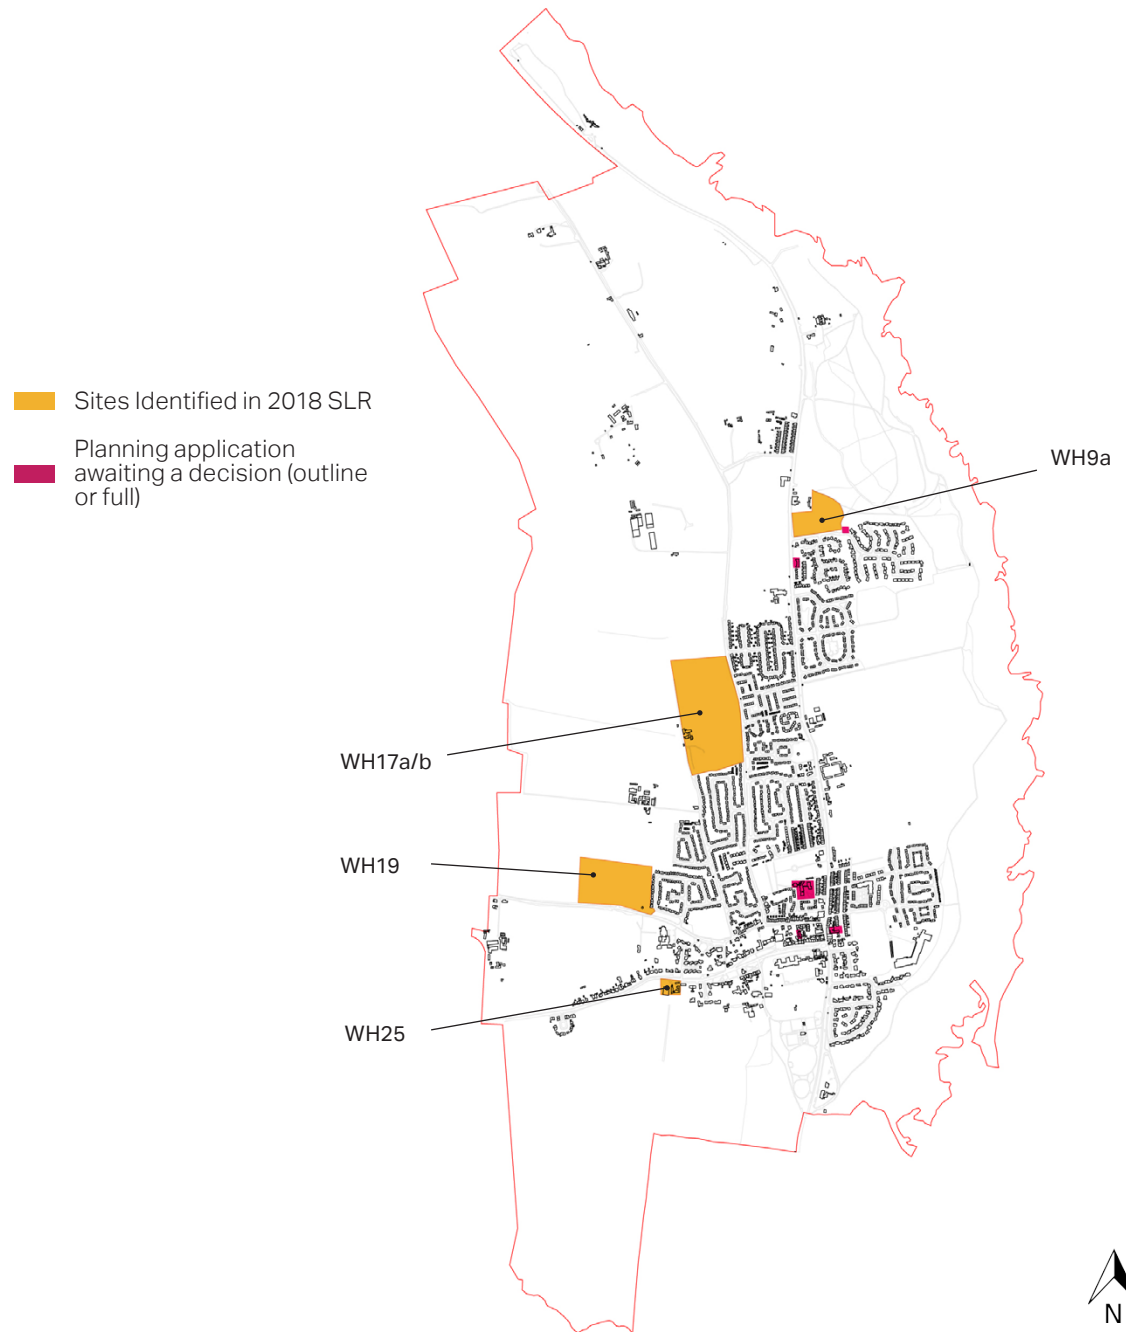 Sites Identified in 2018 SLR
Planning application
awaiting a decision (outline
or full)
WH9a
WH17a/b
WH19
WH25
N